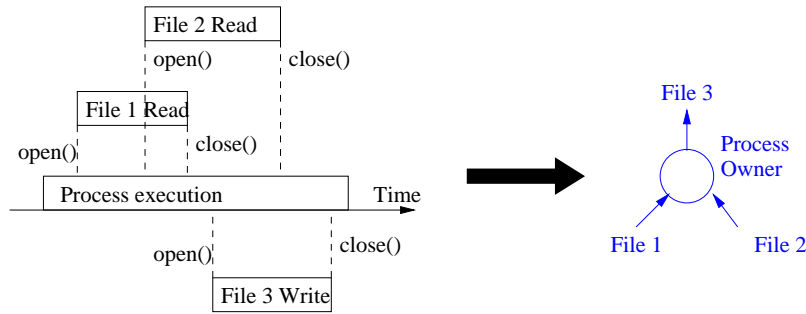 File 2 Read
open()
close()
File 1 Read
open()
close()
Process execution
Time
open()
close()
File 3 Write
File 3
Process
Owner
File 1
File 2